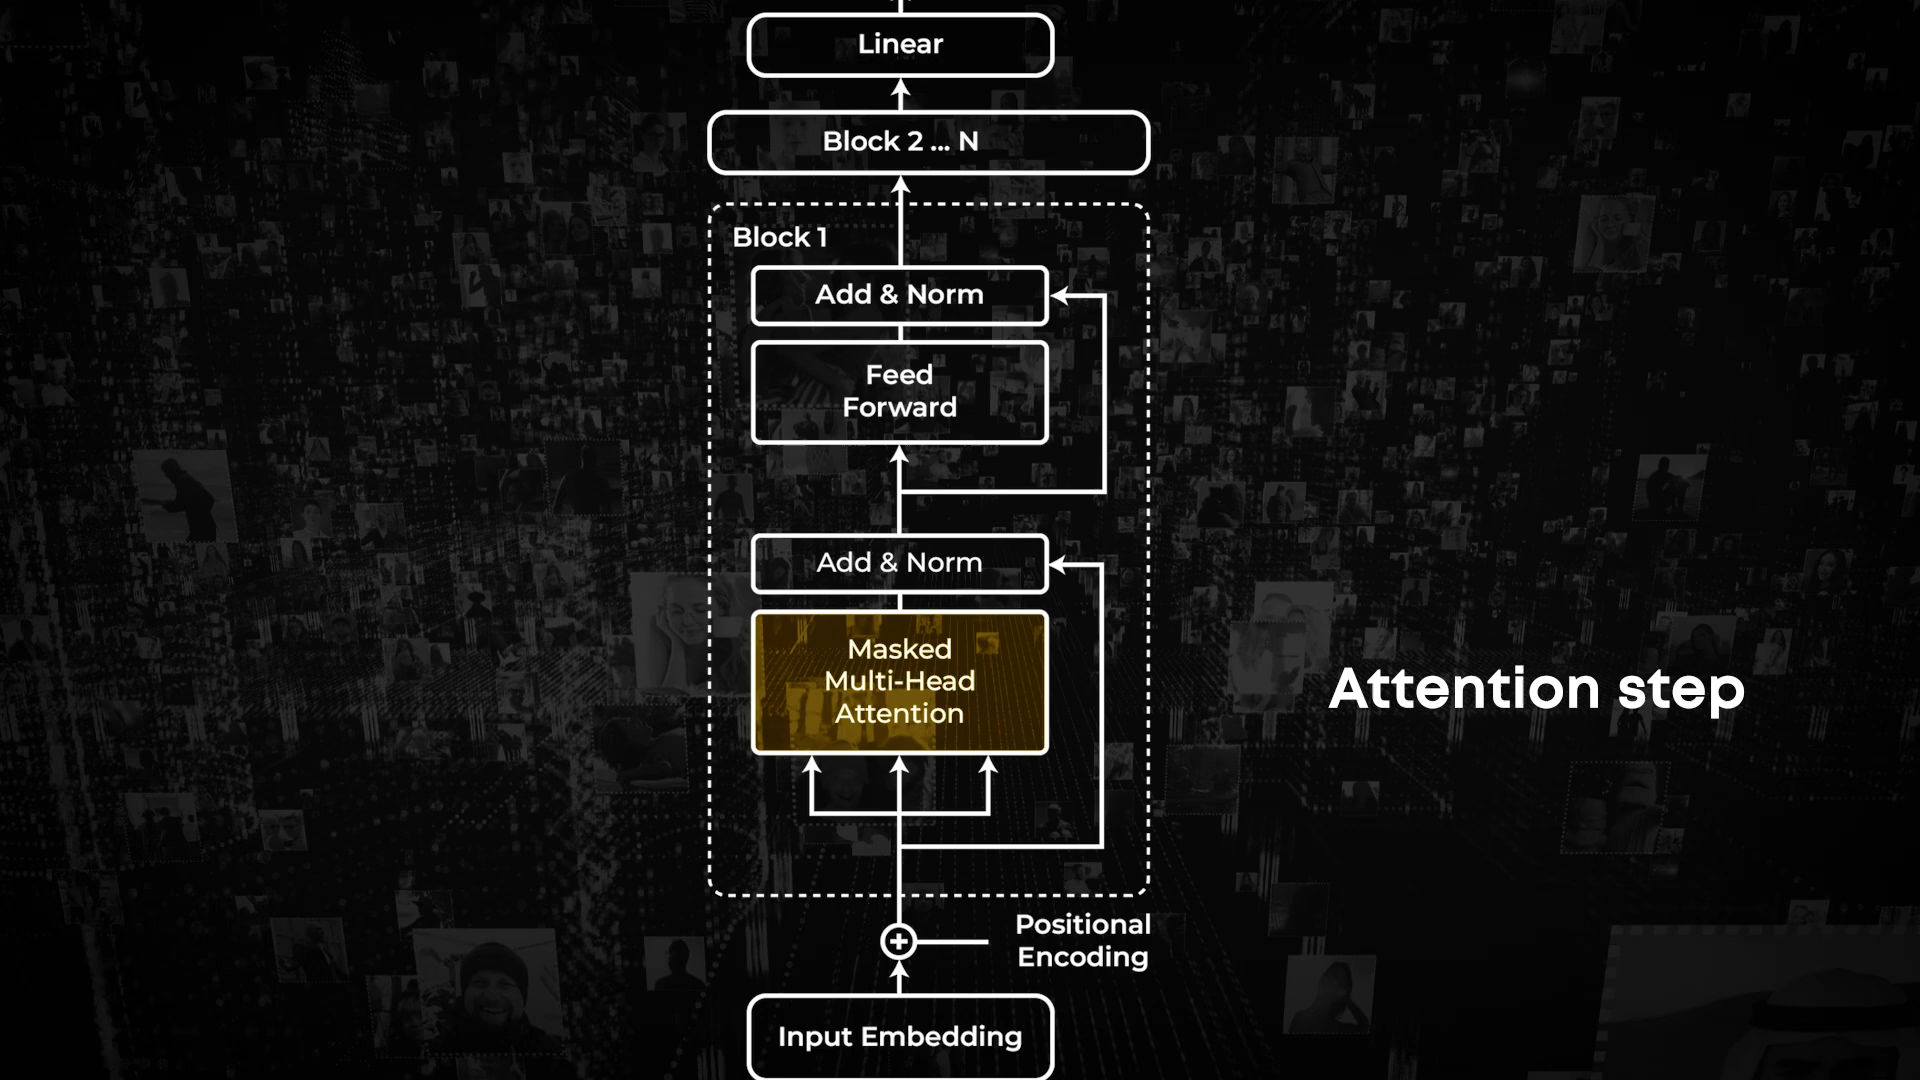 Linear
Block 2 ... N
Block 1
Add & Norm
Feed
Forward
Add & Norm
Masked
Multi-Head
Attention
Attention step
Positional
Encoding
Input Embedding